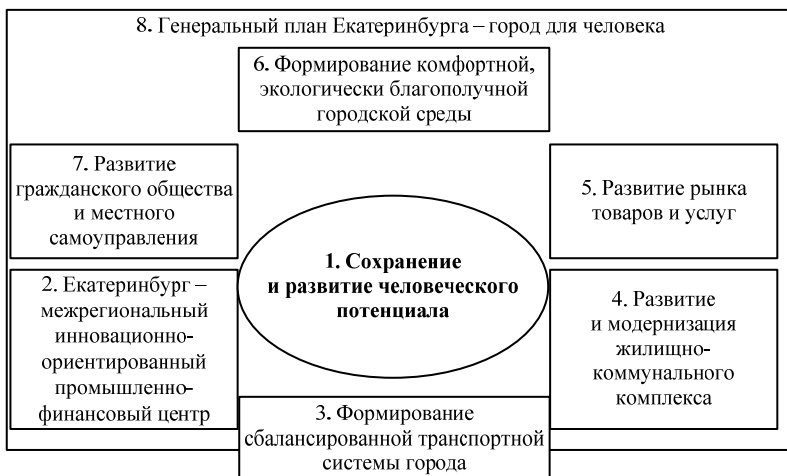 8. Генеральный план Екатеринбурга – город для человека
6. Формирование комфортной,
экологически благополучной
городской среды
7. Развитие
гражданского общества
и местного
самоуправления
5. Развитие рынка
товаров и услуг
1. Сохранение
и развитие человеческого
потенциала
2. Екатеринбург –
межрегиональный
инновационно-
ориентированный
промышленно-
финансовый центр
4. Развитие
и модернизация
жилищно-
коммунального
комплекса
3. Формирование
сбалансированной транспортной
системы города